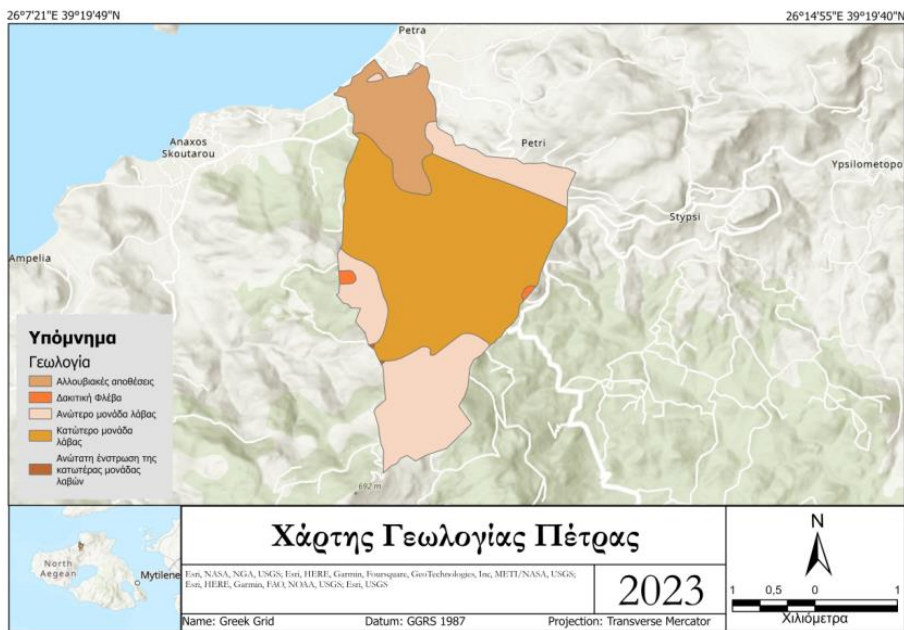 26°7'21"E 39°19'49"N
26°14'55"E 39°19'40"N
Petra
Anaxos
Skoutarou
Petri
Ypsilometopo
Stypsi
Ampelia
Υπόμνημα
Γεωλογία
Αλλουβιακές αποθέσεις
Δακιτική Φλέβα
Ανώτερο μονάδα λάβας
Κατώτερο μονάδα
λάβας
Ανώτατη ένστρωση της
κατωτέρας μονάδας
λαβών
692 m
North
Aegean
Mytilene
Χάρτης Γεωλογίας Πέτρας
Esri, NASA, NGA, USGS; Esri, HERE, Garmin, Foursquare, GeoTechnologies, Inc, METI/NASA, USGS;
Esri, HERE, Garmin, FAO, NOAA, USGS; Esri, USGS
2023
Name: Greek Grid
Datum: GGRS 1987
Projection: Transverse Mercator
N
1 0,5 0 1
Χιλιόμετρα